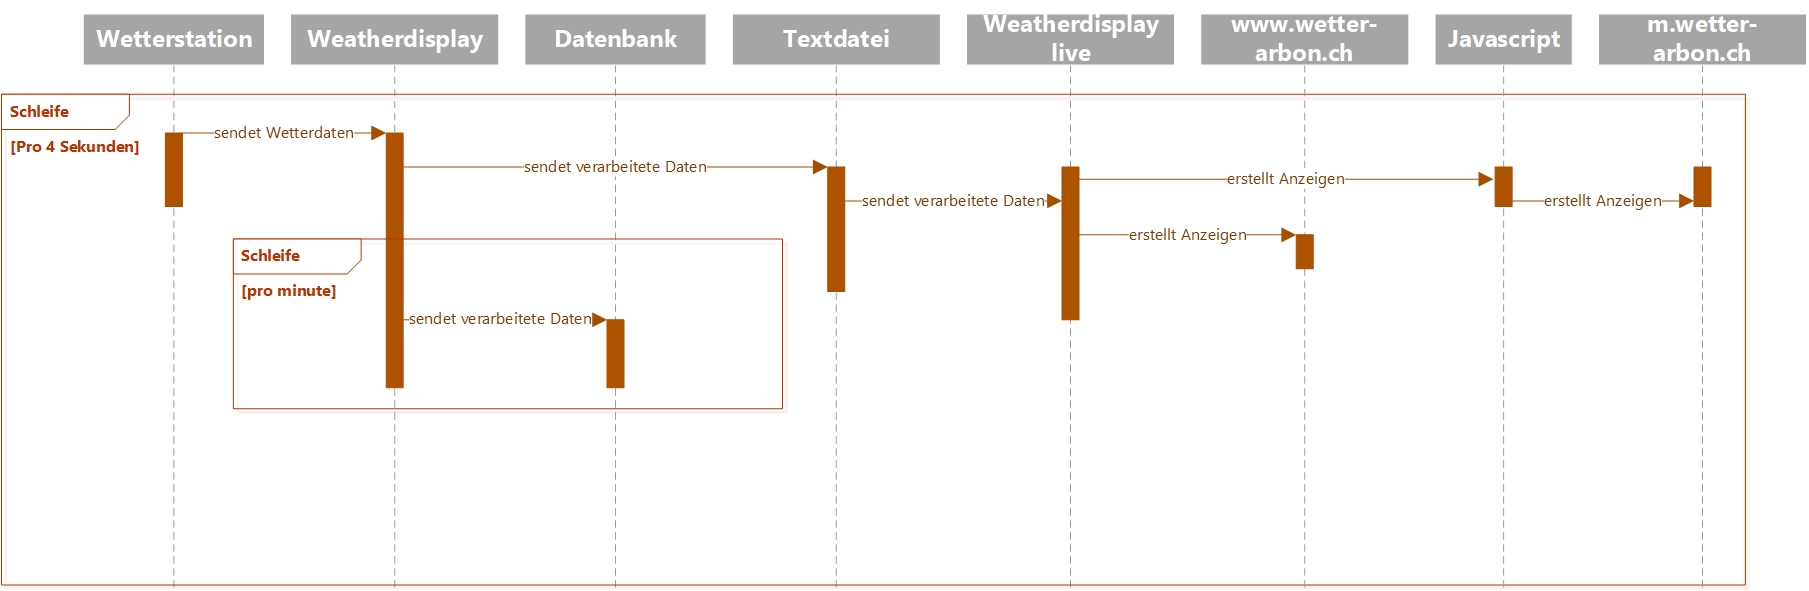 Wetterstation
Weatherdisplay
Datenbank
Textdatei
Weatherdisplay
live
www.wetter-
arbon.ch
Javascript
m.wetter-
arbon.ch
Schleife
[Pro 4 Sekunden]
sendet Wetterdaten
sendet verarbeitete Daten
erstellt Anzeigen
sendet verarbeitete Daten
erstellt Anzeigen
erstellt Anzeigen
Schleife
[pro minute]
sendet verarbeitete Daten